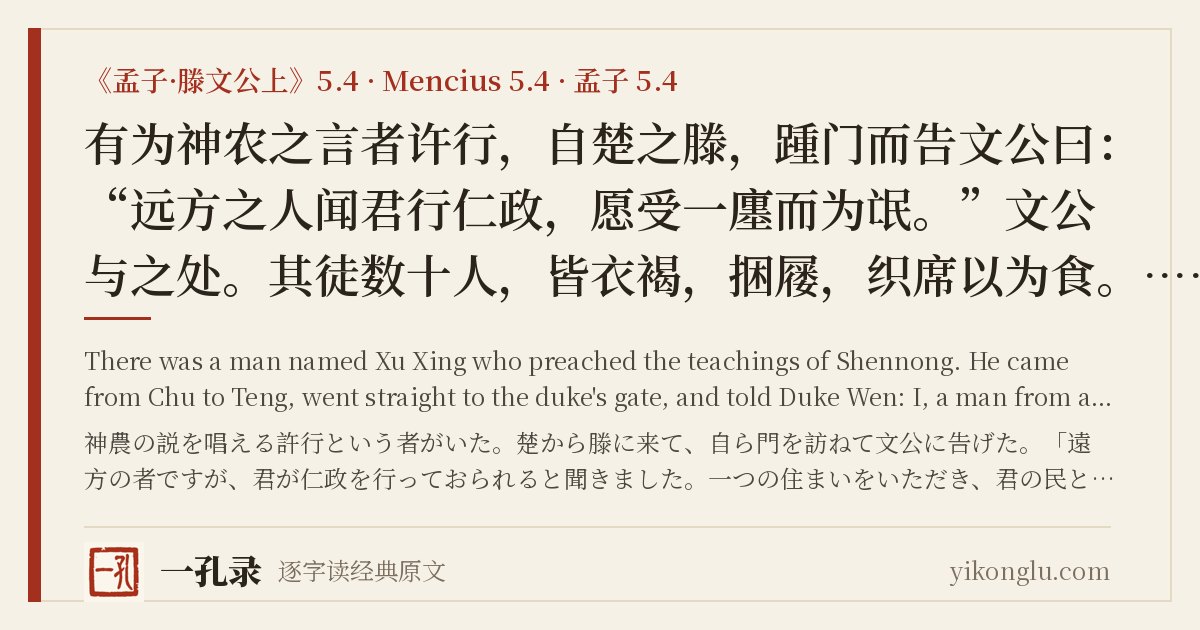 《孟子·滕文公上》5.4 · Mencius 5.4 · 孟子 5.4
有为神农之言者许行，自楚之滕，踵门而告文公曰：
“远方之人闻君行仁政，愿受一廛而为氓。”文公
与之处。其徒数十人，皆衣褐，捆屦，织席以为食。……
There was a man named Xu Xing who preached the teachings of Shennong. He came
from Chu to Teng, went straight to the duke's gate, and told Duke Wen: I, a man from a...
神農の説を唱える許行という者がいた。楚から滕に来て、自ら門を訪ねて文公に告げた。「遠
方の者ですが、君が仁政を行っておられると聞きました。一つの住まいをいただき、君の民と…
一孔
一孔录 逐字读经典原文
yikonglu.com